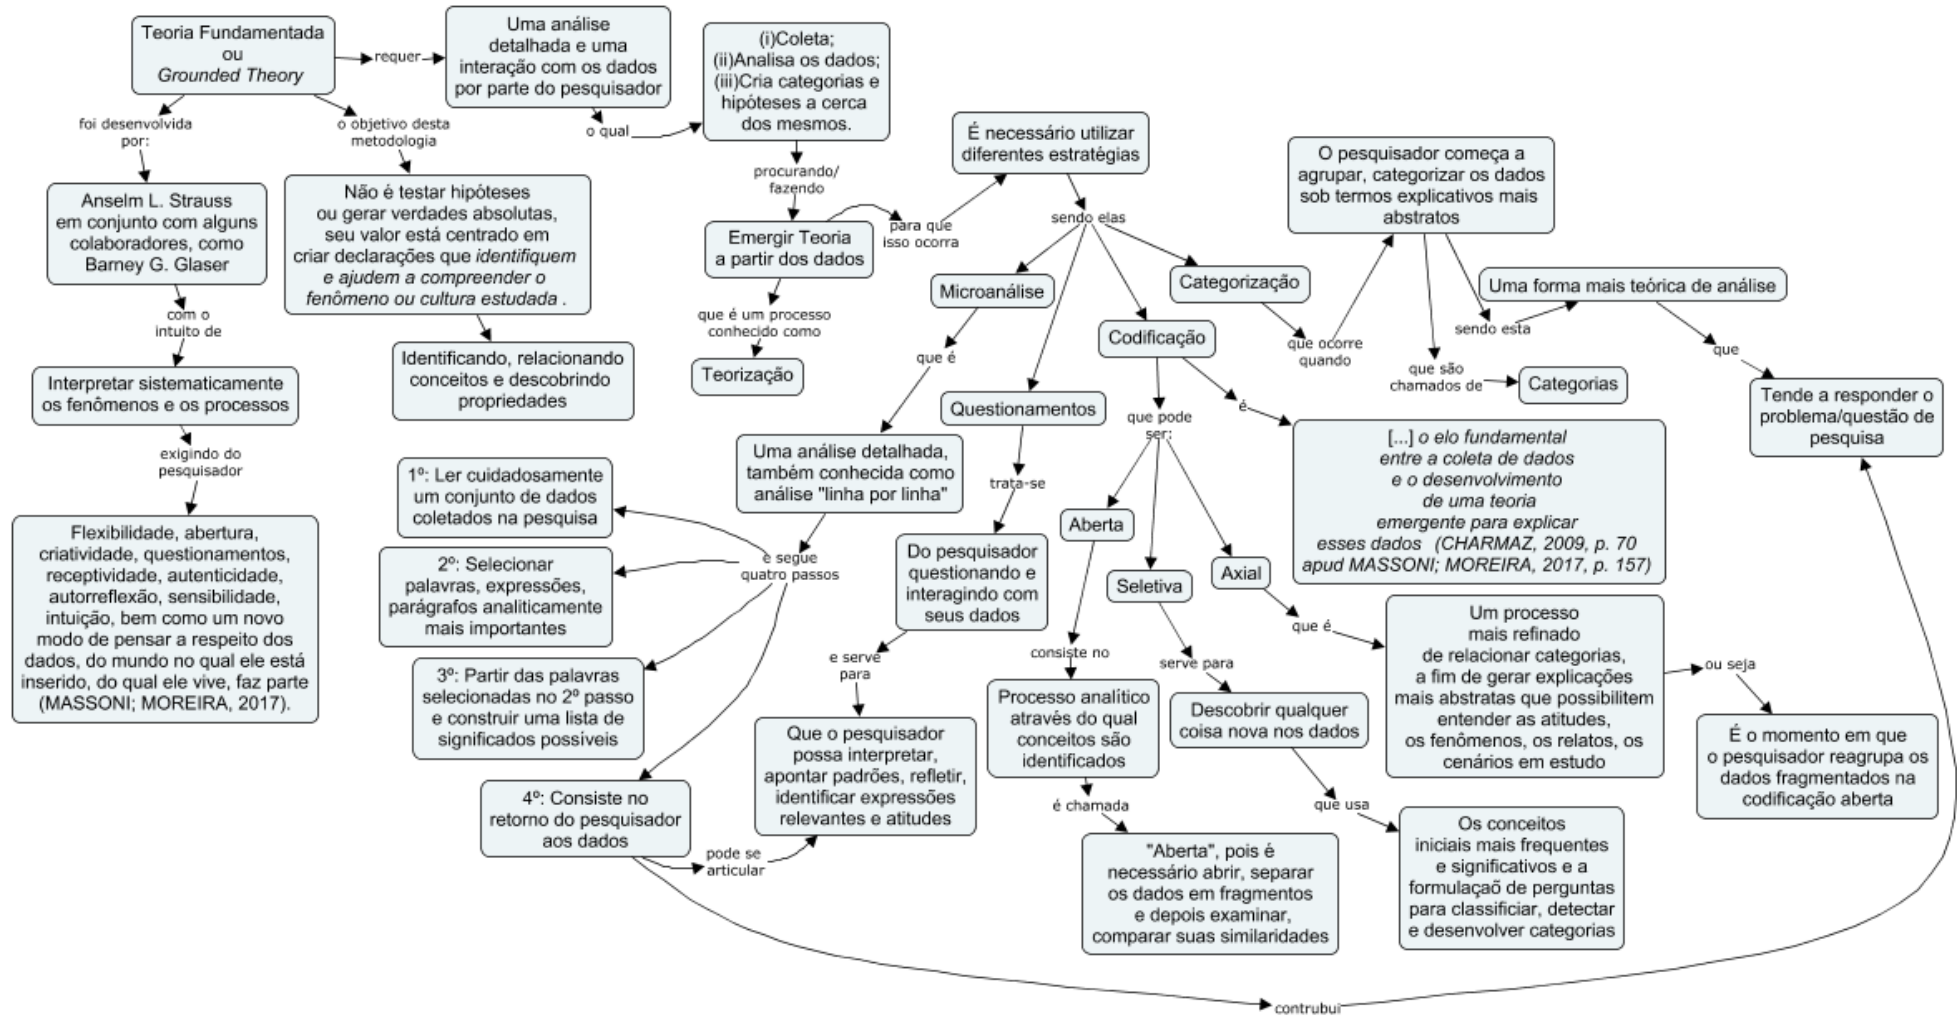 Teoria Fundamentada
ou
Grounded Theory
requer
Uma análise
detalhada e uma
interação com os dados
por parte do pesquisador
o qual
(i)Coleta;
(ii)Analisa os dados;
(iii)Cria categorias e
hipóteses a cerca
dos mesmos.
procurando/
fazendo
Emergir Teoria
a partir dos dados
que é um processo
conhecido como
Teorização
para que
isso ocorra
É necessário utilizar
diferentes estratégias
sendo elas
foi desenvolvida
por:
Anselm L. Strauss
em conjunto com alguns
colaboradores, como
Barney G. Glaser
com o
intuito de
Interpretar sistematicamente
os fenômenos e os processos
exigindo do
pesquisador
Flexibilidade, abertura,
criatividade, questionamentos,
receptividade, autenticidade,
autorreflexão, sensibilidade,
intuição, bem como um novo
modo de pensar a respeito dos
dados, do mundo no qual ele está
inserido, do qual ele vive, faz parte
(MASSONI; MOREIRA, 2017).
o objetivo desta
metodologia
Não é testar hipóteses
ou gerar verdades absolutas,
seu valor está centrado em
criar declarações que identifiquem
e ajudem a compreender o
fenômeno ou cultura estudada .
Identificando, relacionando
conceitos e descobrindo
propriedades
Microanálise
que é
Uma análise detalhada,
também conhecida como
análise "linha por linha"
e segue
quatro passos
1º: Ler cuidadosamente
um conjunto de dados
coletados na pesquisa
2º: Selecionar
palavras, expressões,
parágrafos analiticamente
mais importantes
3º: Partir das palavras
selecionadas no 2º passo
e construir uma lista de
significados possíveis
4º: Consiste no
retorno do pesquisador
aos dados
pode se
articular
contrubui
Questionamentos
trata-se
Do pesquisador
questionando e
interagindo com
seus dados
e serve
para
Que o pesquisador
possa interpretar,
apontar padrões, refletir,
identificar expressões
relevantes e atitudes
Codificação
que pode
ser:
é
[...] o elo fundamental
entre a coleta de dados
e o desenvolvimento
de uma teoria
emergente para explicar
esses dados (CHARMAZ, 2009, p. 70
apud MASSONI; MOREIRA, 2017, p. 157)
Aberta
consiste no
Processo analítico
através do qual
conceitos são
identificados
é chamada
"Aberta", pois é
necessário abrir, separar
os dados em fragmentos
e depois examinar,
comparar suas similaridades
Seletiva
serve para
Descobrir qualquer
coisa nova nos dados
que usa
Os conceitos
iniciais mais frequentes
e significativos e a
formulaçaõ de perguntas
para classificiar, detectar
e desenvolver categorias
Axial
que é
Um processo
mais refinado
de relacionar categorias,
a fim de gerar explicações
mais abstratas que possibilitem
entender as atitudes,
os fenômenos, os relatos, os
cenários em estudo
ou seja
É o momento em que
o pesquisador reagrupa os
dados fragmentados na
codificação aberta
Categorização
que ocorre
quando
O pesquisador começa a
agrupar, categorizar os dados
sob termos explicativos mais
abstratos
que são
chamados de
Categorias
sendo esta
Uma forma mais teórica de análise
que
Tende a responder o
problema/questão de
pesquisa